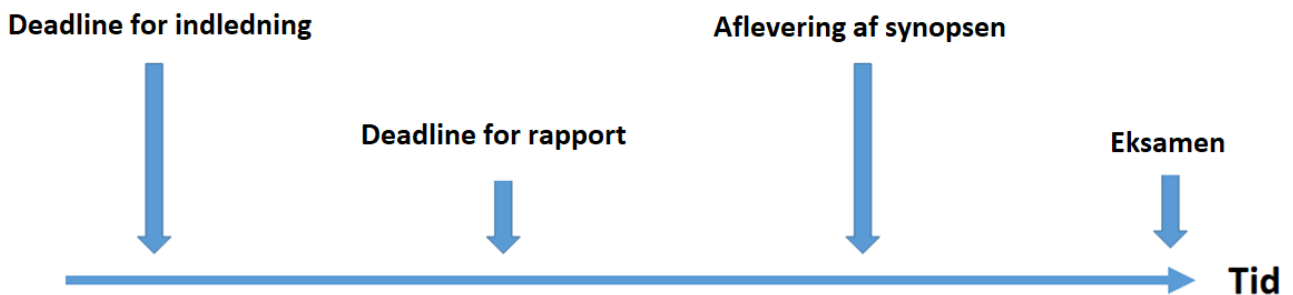 Deadline for indledning
Aflevering af synopsen
Deadline for rapport
Eksamen
Tid